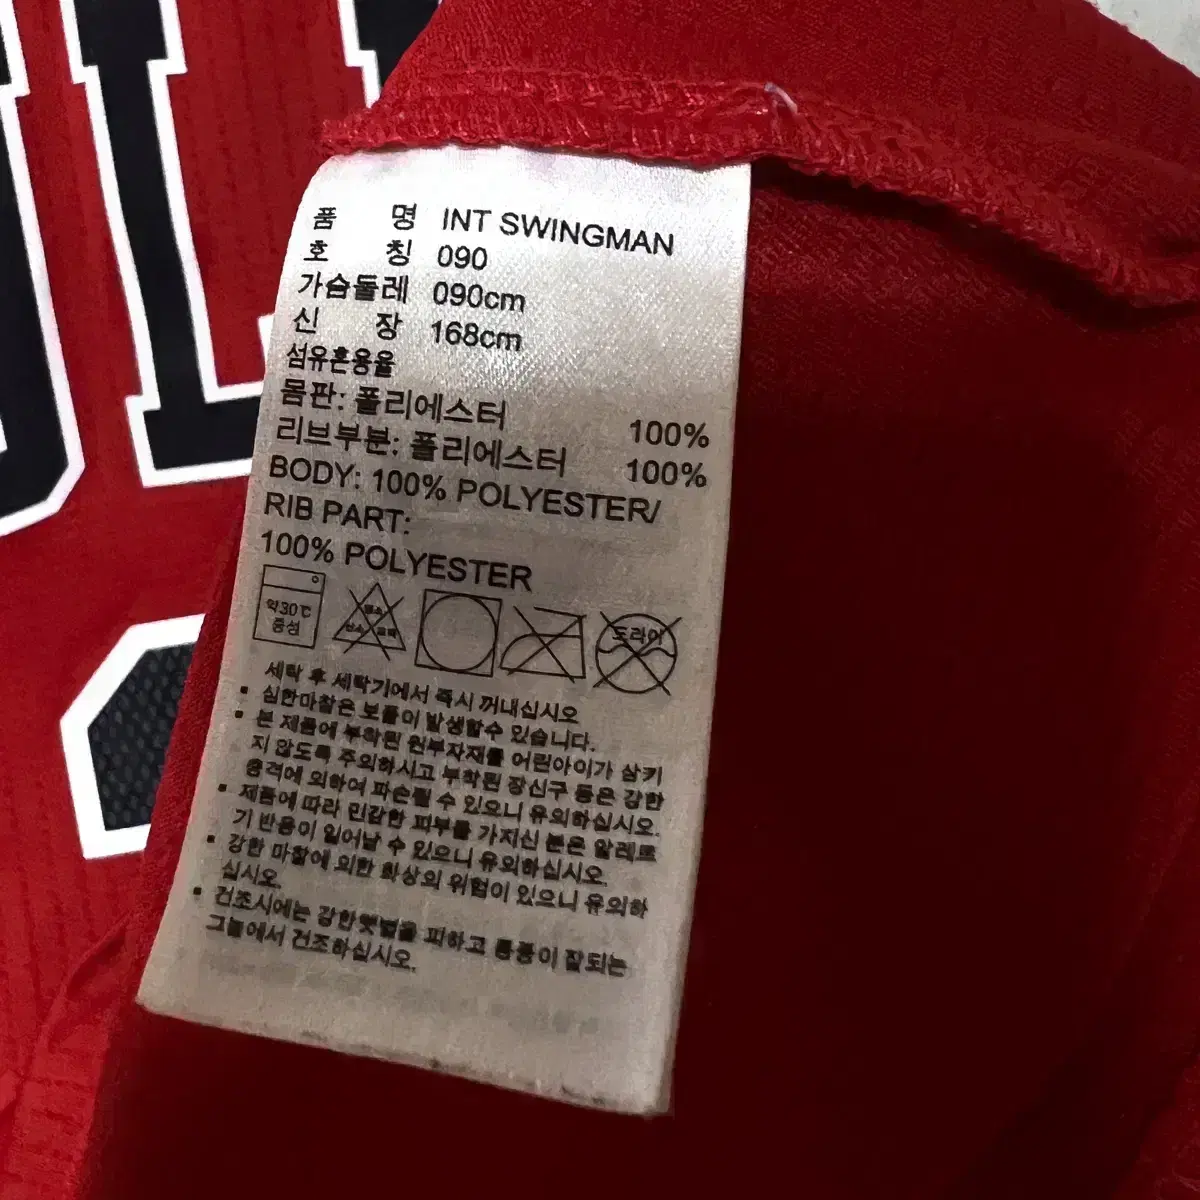 품 명 INT SWINGMAN
호 칭 090
가슴둘레 090cm
신 장 168cm
섬유혼용율
몸판: 폴리에스터 100%
리브부분: 폴리에스터 100%
BODY: 100% POLYESTER/
RIB PART:
100% POLYESTER
약30℃
중성
염소
산소 표백
드라이
세탁 후 세탁기에서 즉시 꺼내십시오
▪ 심한마찰은 보풀이 발생할수 있습니다.
▪ 본 제품에 부착된 원부자재를 어린아이가 삼키
지 않도록 주의하시고 부착된 장신구 등은 강한
충격에 의하여 파손될 수 있으니 유의하십시오.
▪ 제품에 따라 민감한 피부를 가지신 분은 알레르
기 반응이 일어날 수 있으니 유의하십시오.
▪ 강한 마찰에 의한 화상의 위험이 있으니 유의하
십시오.
▪ 건조시에는 강한햇볕을 피하고 통풍이 잘되는
그늘에서 건조하십시오.